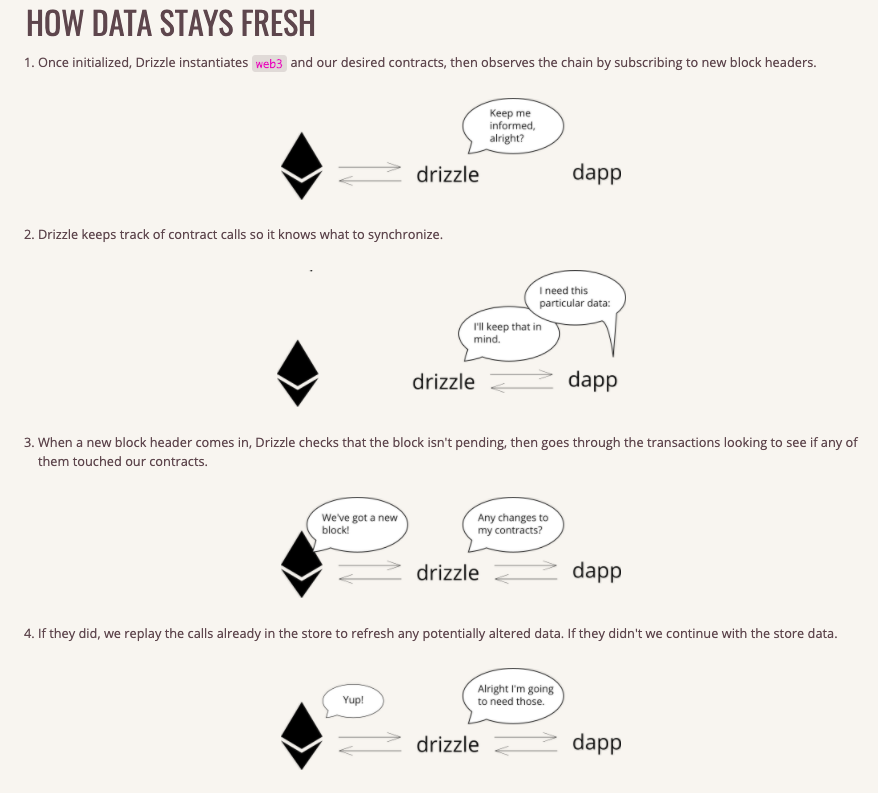 HOW DATA STAYS FRESH
1. Once initialized, Drizzle instantiates web3 and our desired contracts, then observes the chain by subscribing to new block headers.
Keep me
informed,
alright?
drizzle
dapp
2. Drizzle keeps track of contract calls so it knows what to synchronize.
I need this
particular data:
I'll keep that in
mind.
drizzle
dapp
3. When a new block header comes in, Drizzle checks that the block isn't pending, then goes through the transactions looking to see if any of
them touched our contracts.
We've got a new
block!
Any changes to
my contracts?
drizzle
dapp
4. If they did, we replay the calls already in the store to refresh any potentially altered data. If they didn't we continue with the store data.
Yup!
Alright I'm going
to need those.
drizzle
dapp